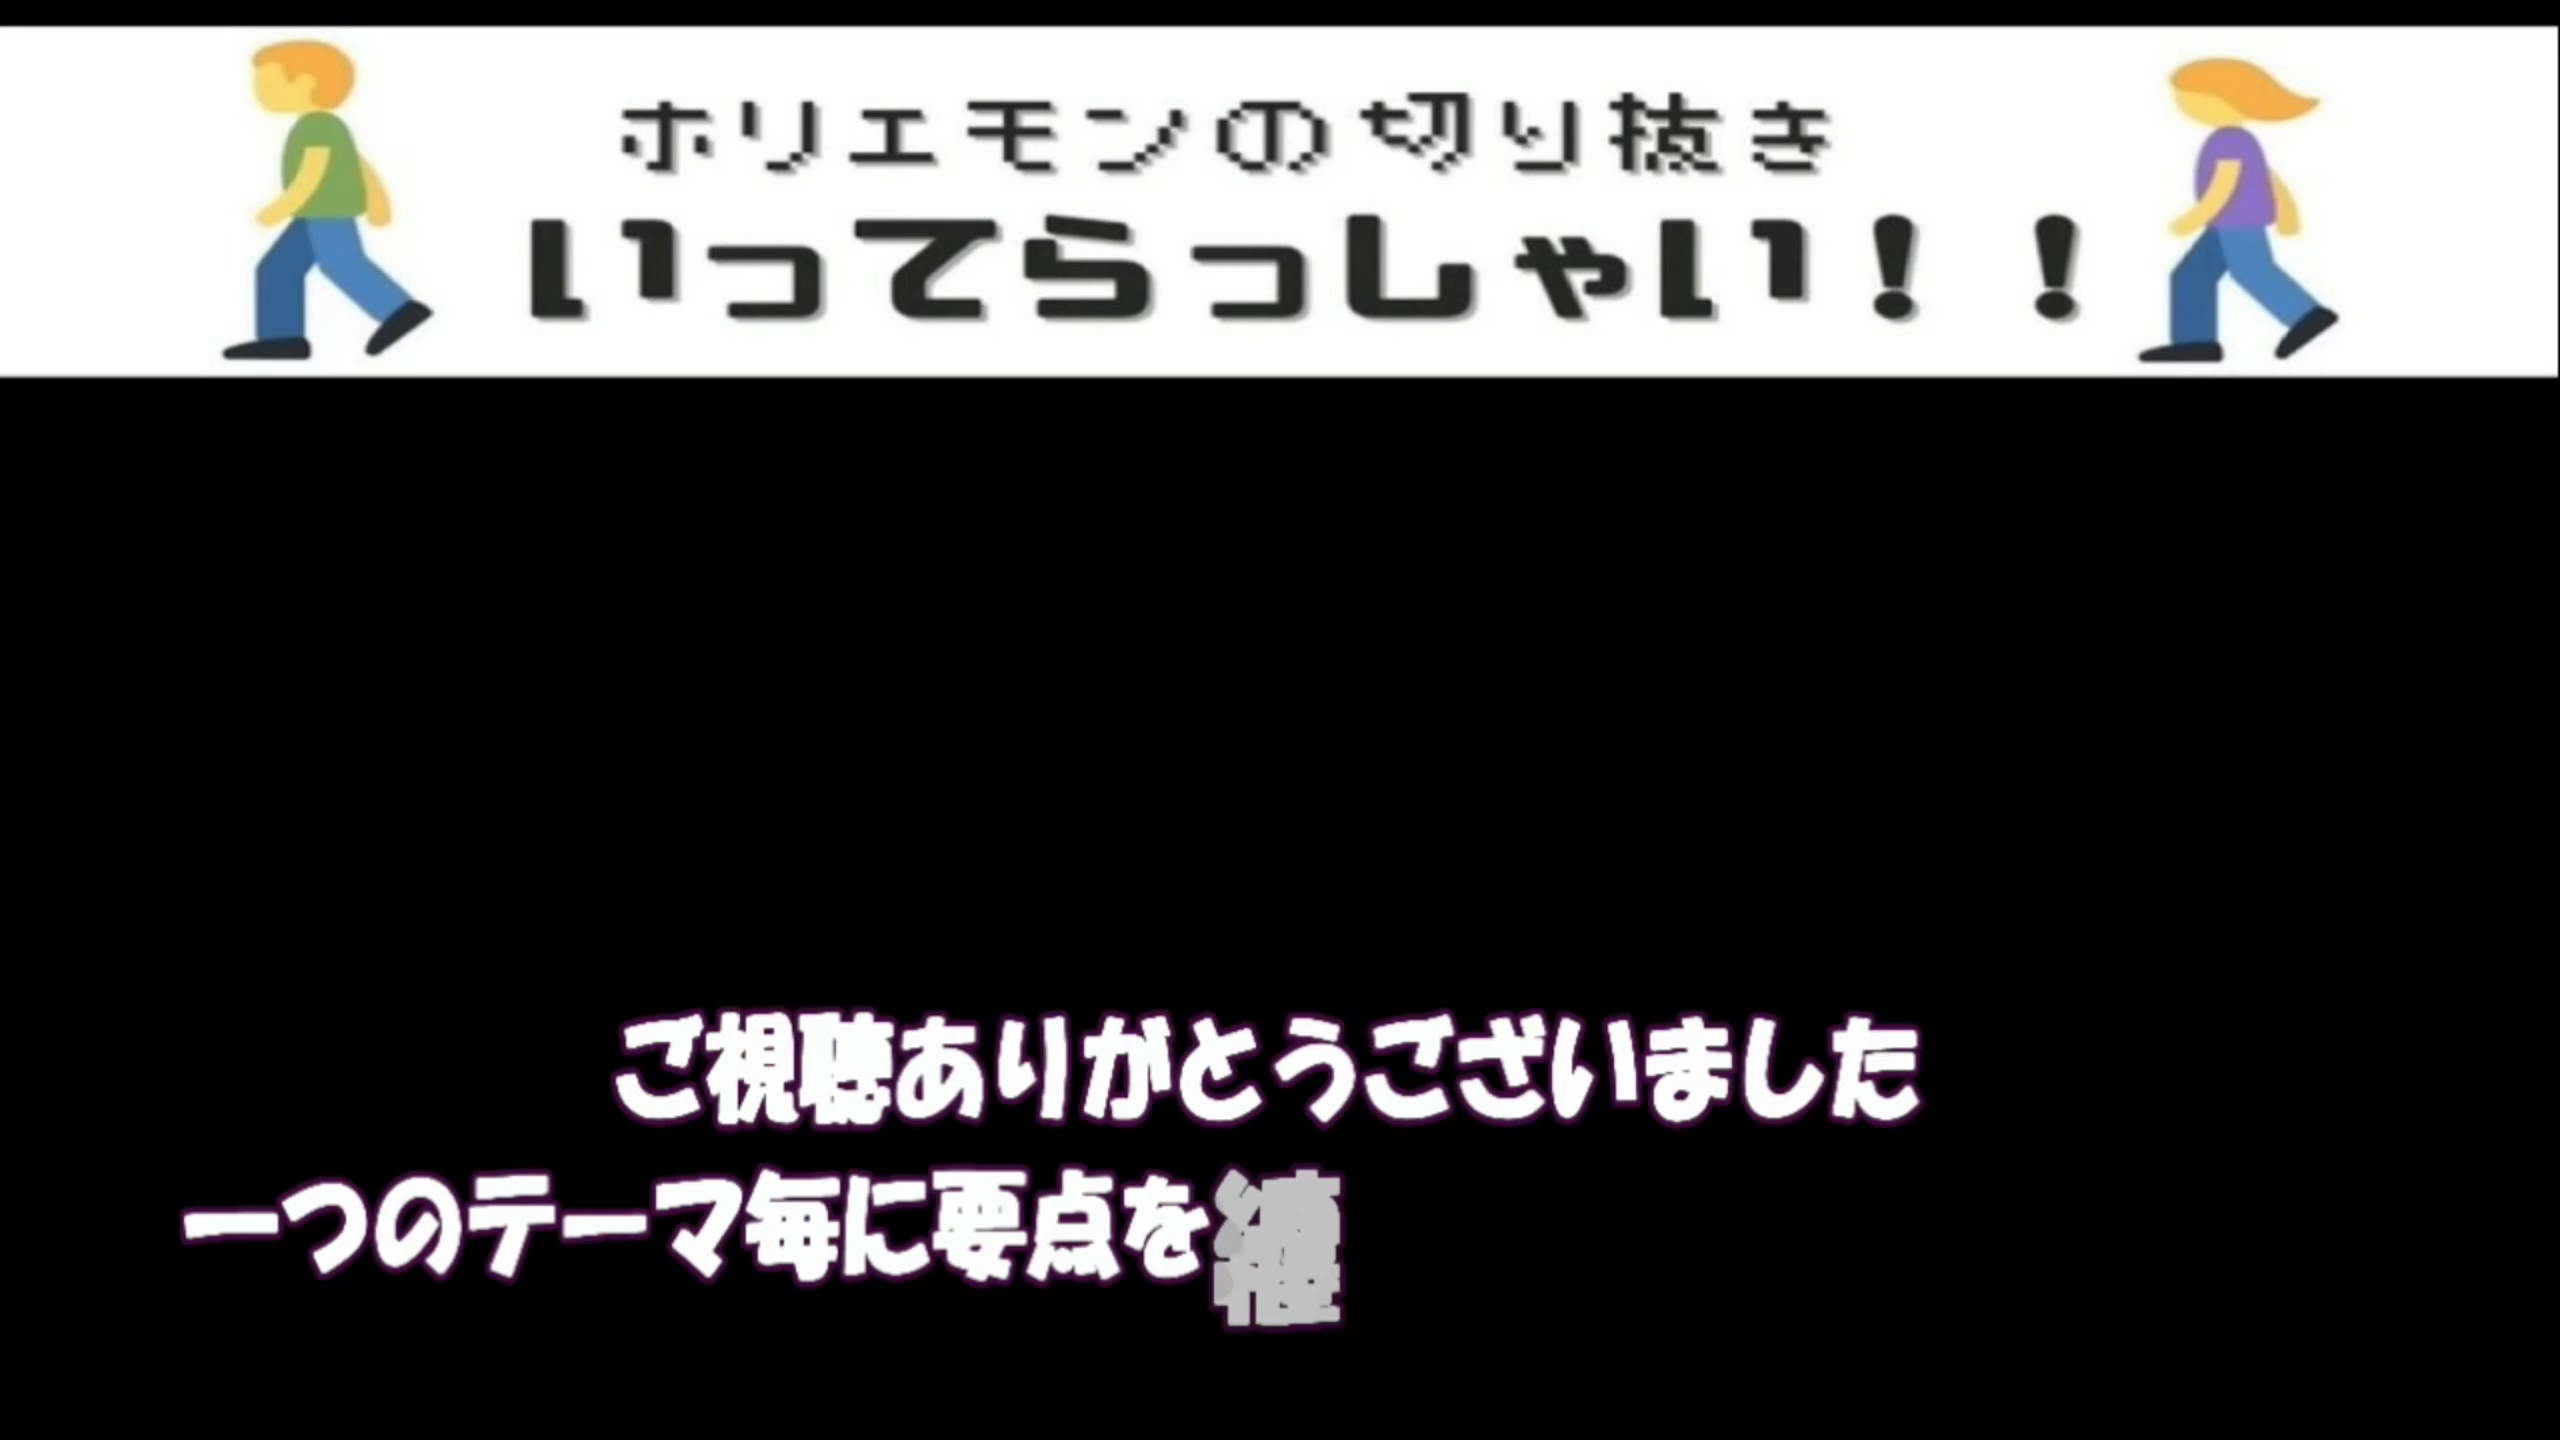 ホリエモンの切り抜き
いってらっしゃい！！
ご視聴ありがとうございました
一つのテーマ毎に要点を